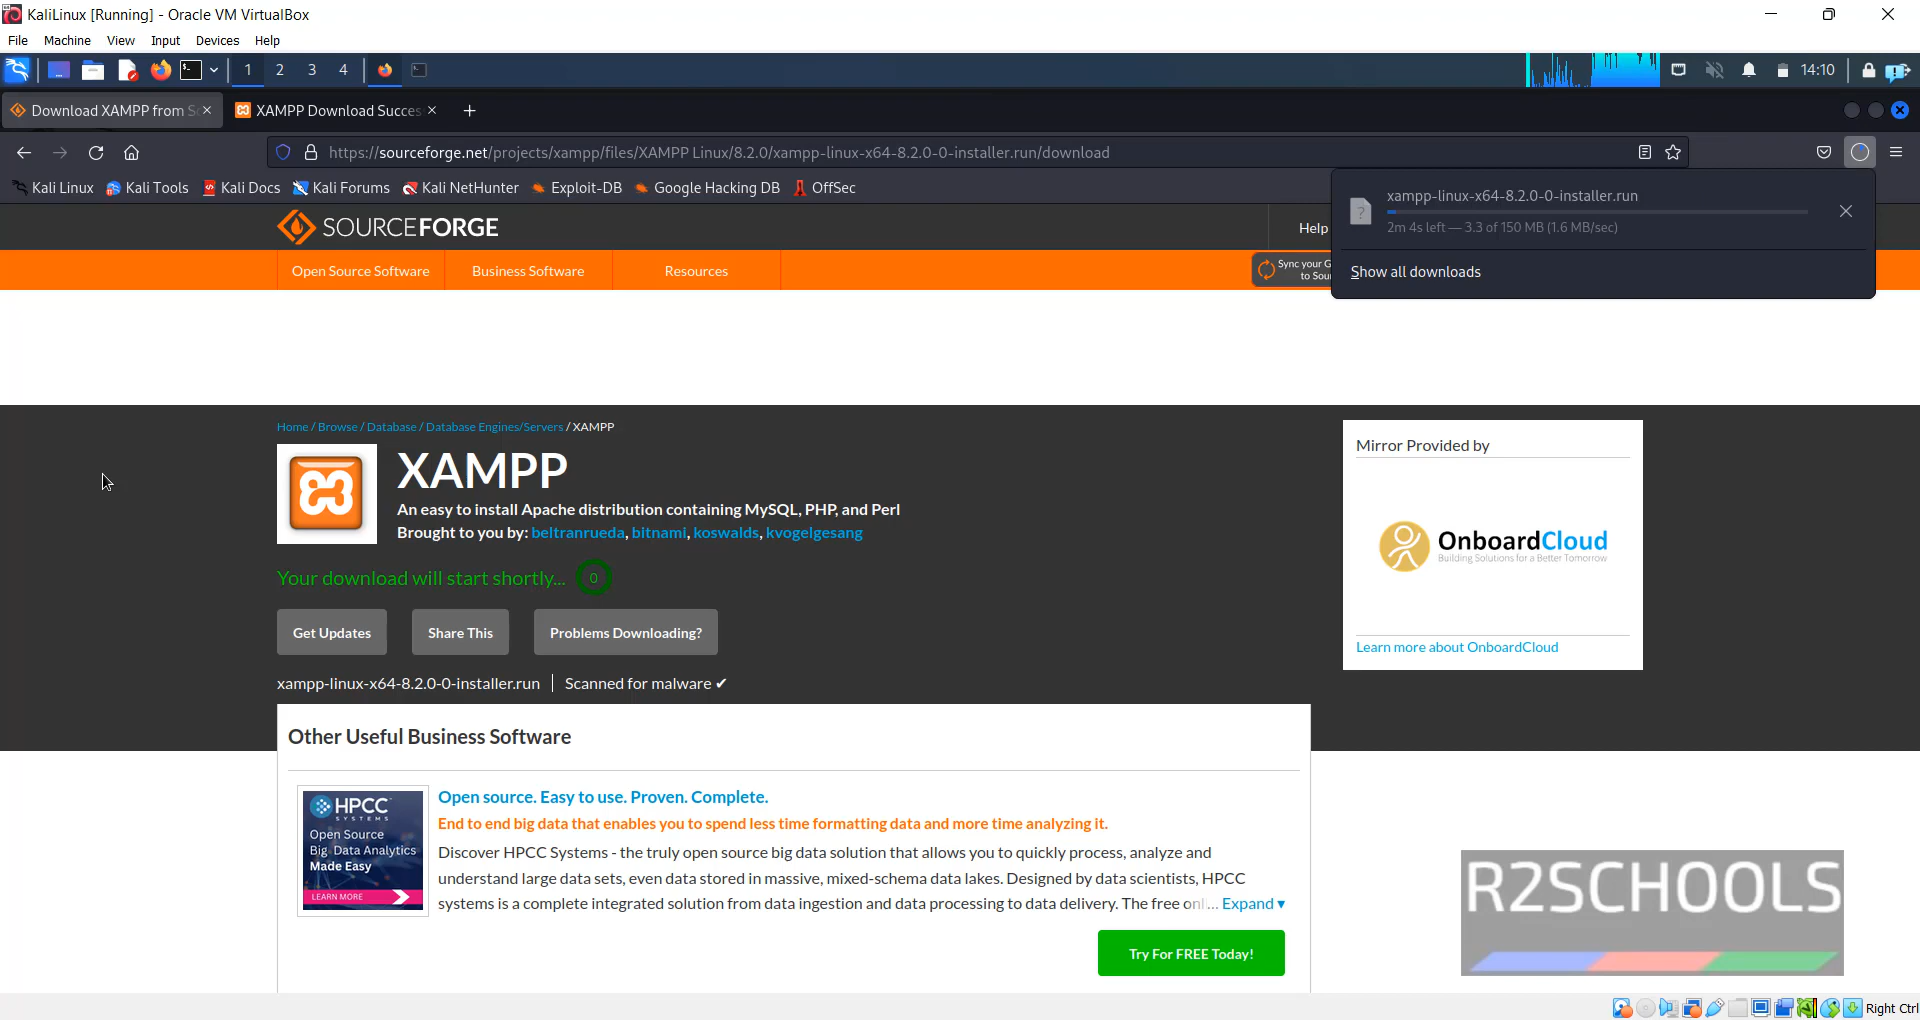 KaliLinux [Running] - Oracle VM VirtualBox
File Machine View Input Devices Help
1 2 3 4 14:10
Download XAMPP from S XAMPP Download Succes
https://sourceforge.net/projects/xampp/files/XAMPP Linux/8.2.0/xampp-linux-x64-8.2.0-0-installer.run/download
Kali Linux Kali Tools Kali Docs Kali Forums Kali NetHunter Exploit-DB Google Hacking DB OffSec
xampp-linux-x64-8.2.0-0-installer.run
2m 4s left — 3.3 of 150 MB (1.6 MB/sec)
Show all downloads
SOURCEFORGE
Help
Open Source Software Business Software Resources
Sync your G
to Sou
Home / Browse / Database / Database Engines/Servers / XAMPP
XAMPP
An easy to install Apache distribution containing MySQL, PHP, and Perl
Brought to you by: beltranrueda, bitnami, koswalds, kvogelgesang
Your download will start shortly... 0
Get Updates Share This Problems Downloading?
xampp-linux-x64-8.2.0-0-installer.run | Scanned for malware ✔
Mirror Provided by
OnboardCloud
Building Solutions for a Better Tomorrow
Learn more about OnboardCloud
Other Useful Business Software
HPCC
SYSTEMS
Open Source
Big Data Analytics
Made Easy
LEARN MORE
Open source. Easy to use. Proven. Complete.
End to end big data that enables you to spend less time formatting data and more time analyzing it.
Discover HPCC Systems - the truly open source big data solution that allows you to quickly process, analyze and
understand large data sets, even data stored in massive, mixed-schema data lakes. Designed by data scientists, HPCC
systems is a complete integrated solution from data ingestion and data processing to data delivery. The free onl... Expand ▾
Try For FREE Today!
R2SCHOOLS
Right Ctrl